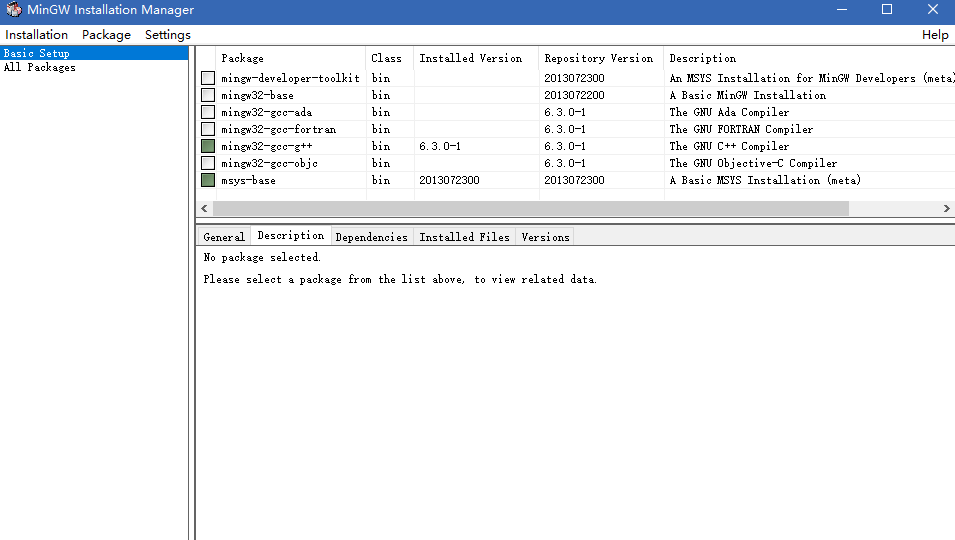 MinGW Installation Manager
Installation Package Settings Help
Basic Setup
All Packages
Package Class Installed Version Repository Version Description
mingw-developer-toolkit bin 2013072300 An MSYS Installation for MinGW Developers (meta)
mingw32-base bin 2013072200 A Basic MinGW Installation
mingw32-gcc-ada bin 6.3.0-1 The GNU Ada Compiler
mingw32-gcc-fortran bin 6.3.0-1 The GNU FORTRAN Compiler
mingw32-gcc-g++ bin 6.3.0-1 6.3.0-1 The GNU C++ Compiler
mingw32-gcc-objc bin 6.3.0-1 The GNU Objective-C Compiler
msys-base bin 2013072300 2013072300 A Basic MSYS Installation (meta)
General Description Dependencies Installed Files Versions
No package selected.
Please select a package from the list above, to view related data.